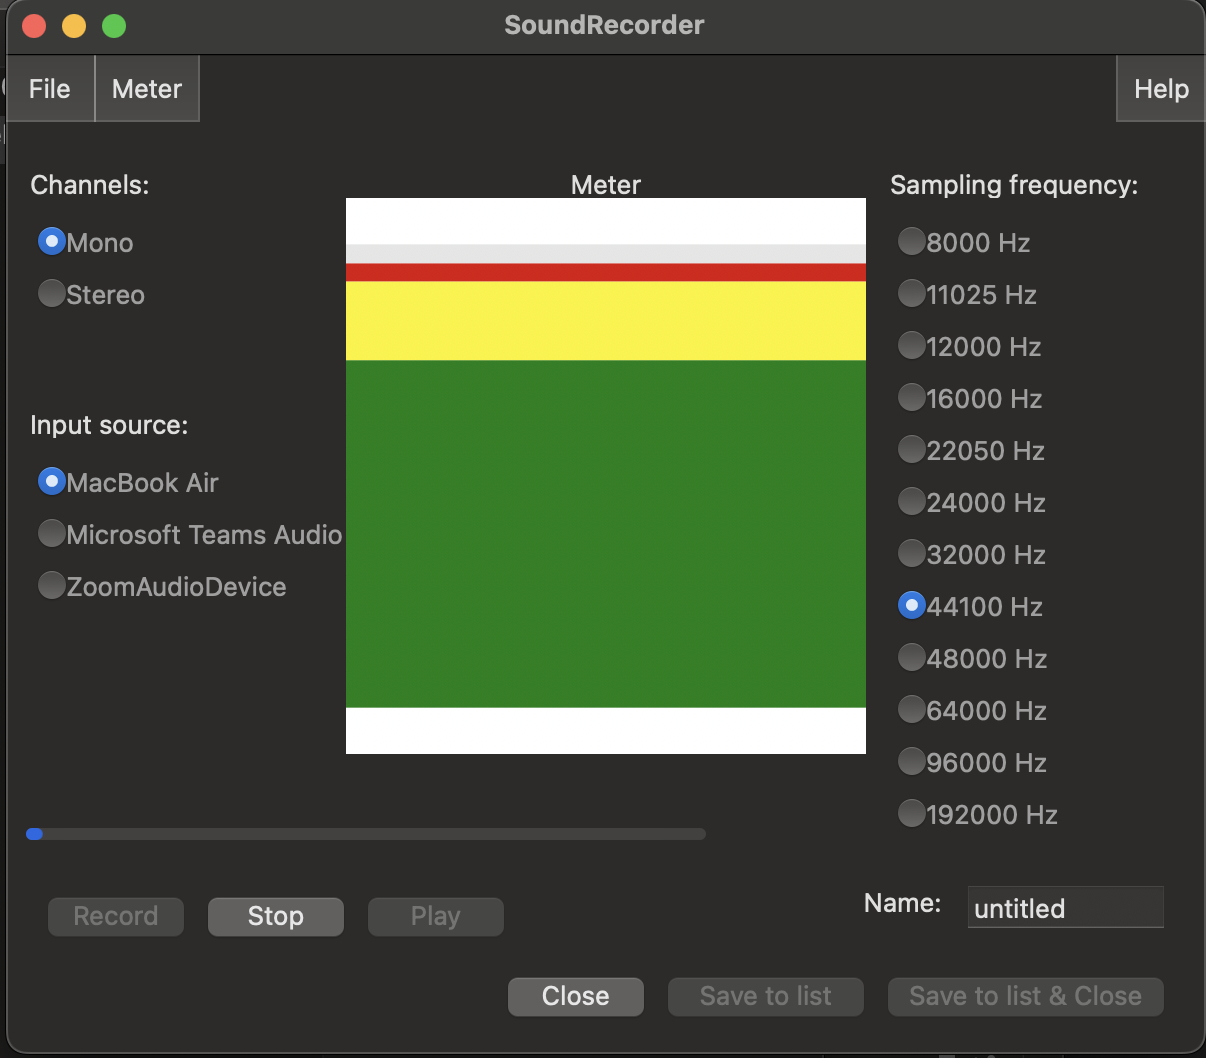 SoundRecorder
File
Meter
Help
Channels:
Mono
Stereo
Input source:
MacBook Air
Microsoft Teams Audio
ZoomAudioDevice
Meter
Sampling frequency:
8000 Hz
11025 Hz
12000 Hz
16000 Hz
22050 Hz
24000 Hz
32000 Hz
44100 Hz
48000 Hz
64000 Hz
96000 Hz
192000 Hz
Record
Stop
Play
Name:
untitled
Close
Save to list
Save to list & Close